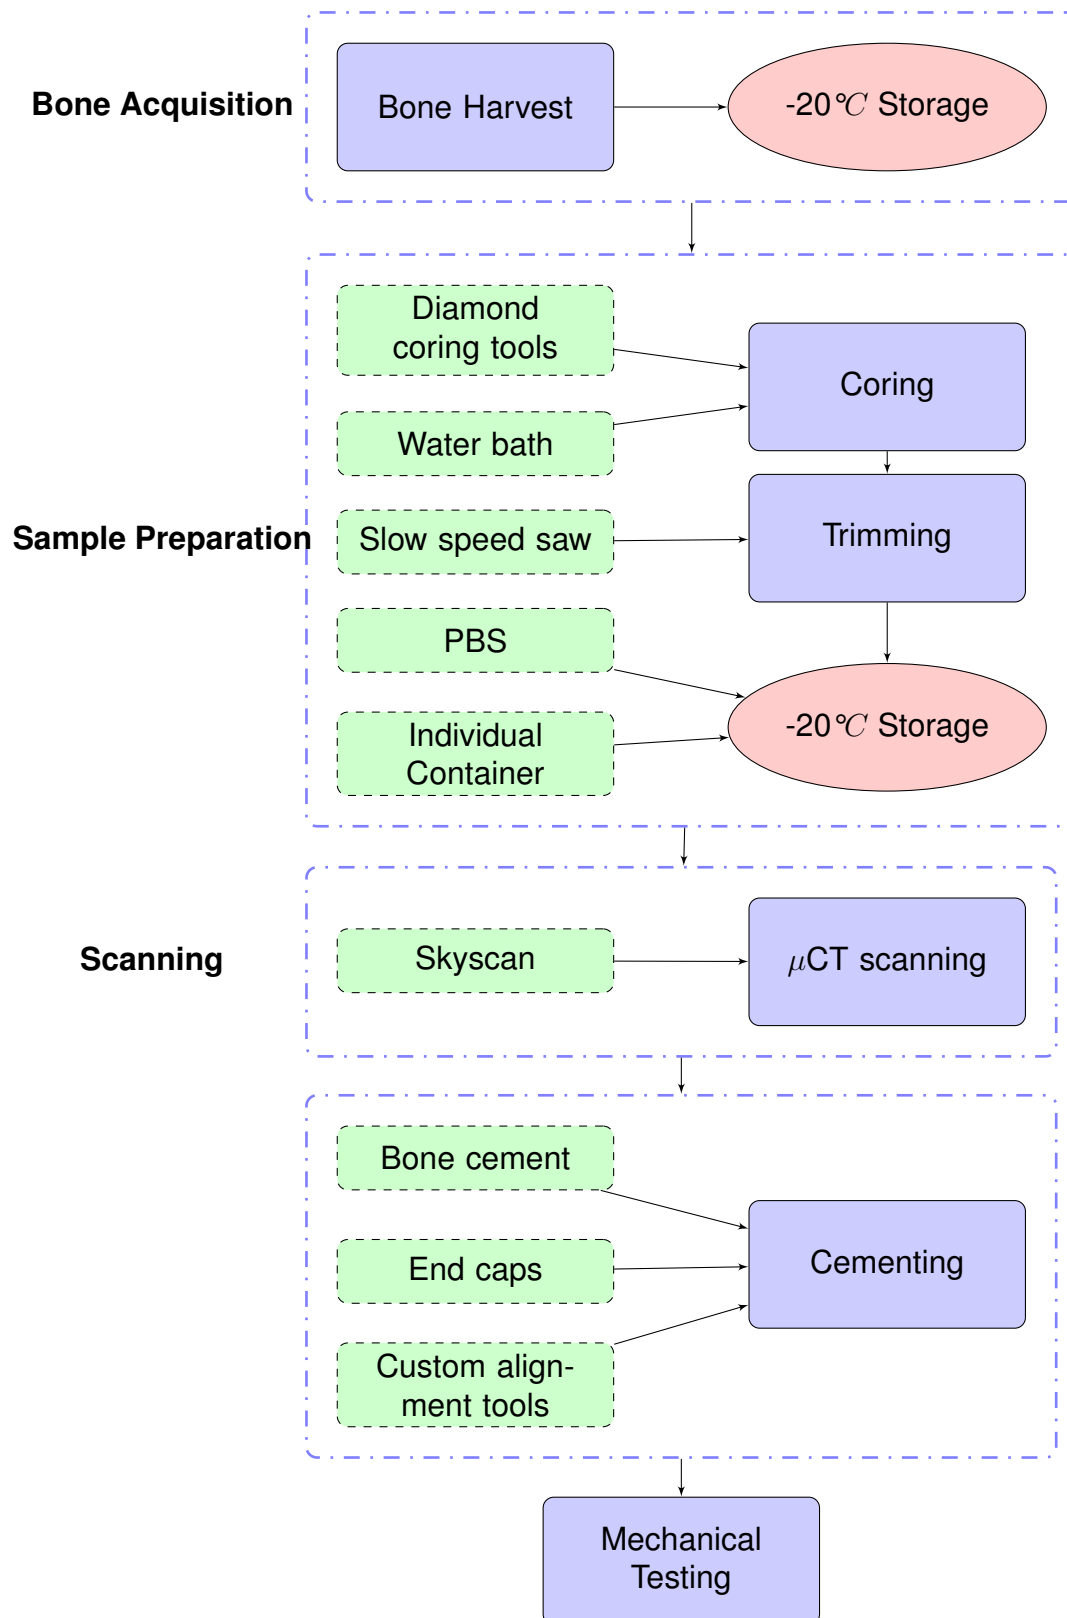 Bone Acquisition
Bone Harvest
-20°C Storage
Diamond
coring tools
Coring
Water bath
Sample Preparation
Slow speed saw
Trimming
PBS
-20°C Storage
Individual
Container
Scanning
Skyscan
μCT scanning
Bone cement
End caps
Cementing
Custom align-
ment tools
Mechanical
Testing